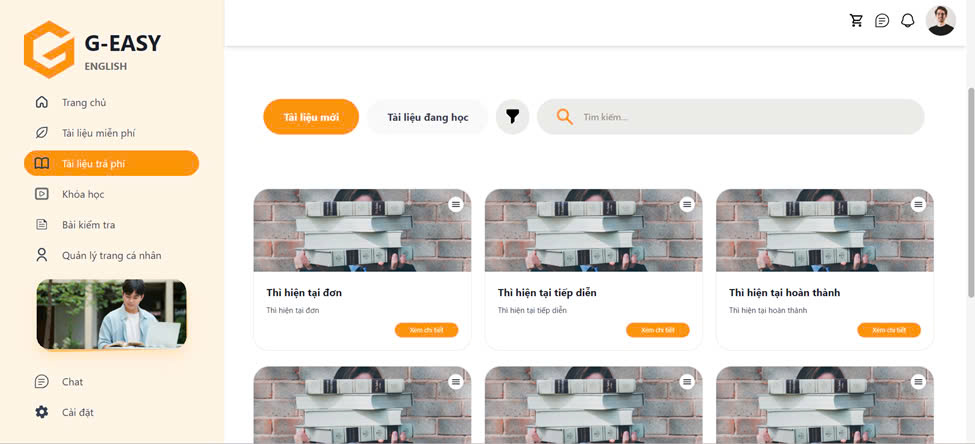 G-EASY
ENGLISH
Trang chủ
Tài liệu miễn phí
Tài liệu trả phí
Khóa học
Bài kiểm tra
Quản lý trang cá nhân
Chat
Cài đặt
Tài liệu mới
Tài liệu đang học
Tìm kiếm...
Thì hiện tại đơn
Thì hiện tại đơn
Xem chi tiết
Thì hiện tại tiếp diễn
Thì hiện tại tiếp diễn
Xem chi tiết
Thì hiện tại hoàn thành
Thì hiện tại hoàn thành
Xem chi tiết